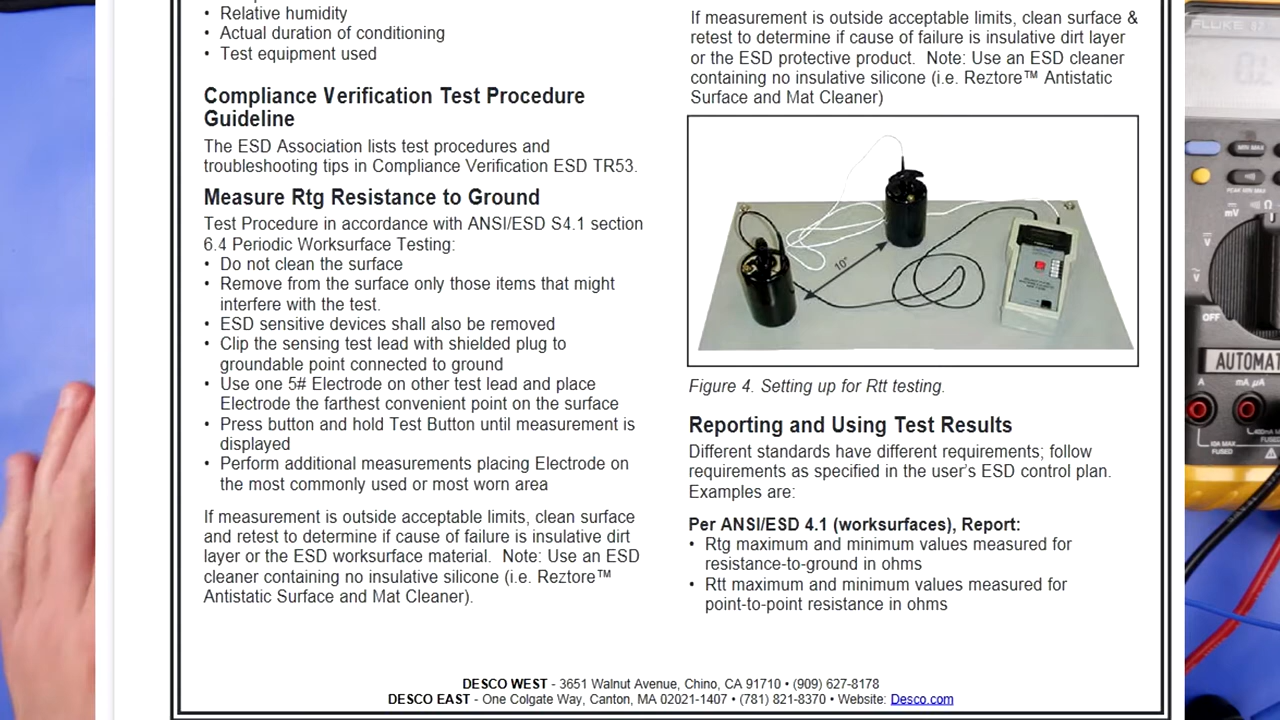 • Relative humidity
• Actual duration of conditioning
• Test equipment used
Compliance Verification Test Procedure
Guideline
The ESD Association lists test procedures and
troubleshooting tips in Compliance Verification ESD TR53.
Measure Rtg Resistance to Ground
Test Procedure in accordance with ANSI/ESD S4.1 section
6.4 Periodic Worksurface Testing:
• Do not clean the surface
• Remove from the surface only those items that might
interfere with the test.
• ESD sensitive devices shall also be removed
• Clip the sensing test lead with shielded plug to
groundable point connected to ground
• Use one 5# Electrode on other test lead and place
Electrode the farthest convenient point on the surface
• Press button and hold Test Button until measurement is
displayed
• Perform additional measurements placing Electrode on
the most commonly used or most worn area
If measurement is outside acceptable limits, clean surface
and retest to determine if cause of failure is insulative dirt
layer or the ESD worksurface material.  Note: Use an ESD
cleaner containing no insulative silicone (i.e. Reztore™
Antistatic Surface and Mat Cleaner).
If measurement is outside acceptable limits, clean surface &
retest to determine if cause of failure is insulative dirt layer
or the ESD protective product.  Note: Use an ESD cleaner
containing no insulative silicone (i.e. Reztore™ Antistatic
Surface and Mat Cleaner)
10"
Figure 4. Setting up for Rtt testing.
Reporting and Using Test Results
Different standards have different requirements; follow
requirements as specified in the user's ESD control plan.
Examples are:
Per ANSI/ESD 4.1 (worksurfaces), Report:
• Rtg maximum and minimum values measured for
resistance-to-ground in ohms
• Rtt maximum and minimum values measured for
point-to-point resistance in ohms
DESCO WEST - 3651 Walnut Avenue, Chino, CA 91710 • (909) 627-8178
DESCO EAST - One Colgate Way, Canton, MA 02021-1407 • (781) 821-8370 • Website: Desco.com
FLUKE 87
MIN MAX
PEAK MIN MAX
mV
Ω
V
V
OFF
AUTOMAT
A
mA µA
10A MAX
FUSED
400mA M
FUSED